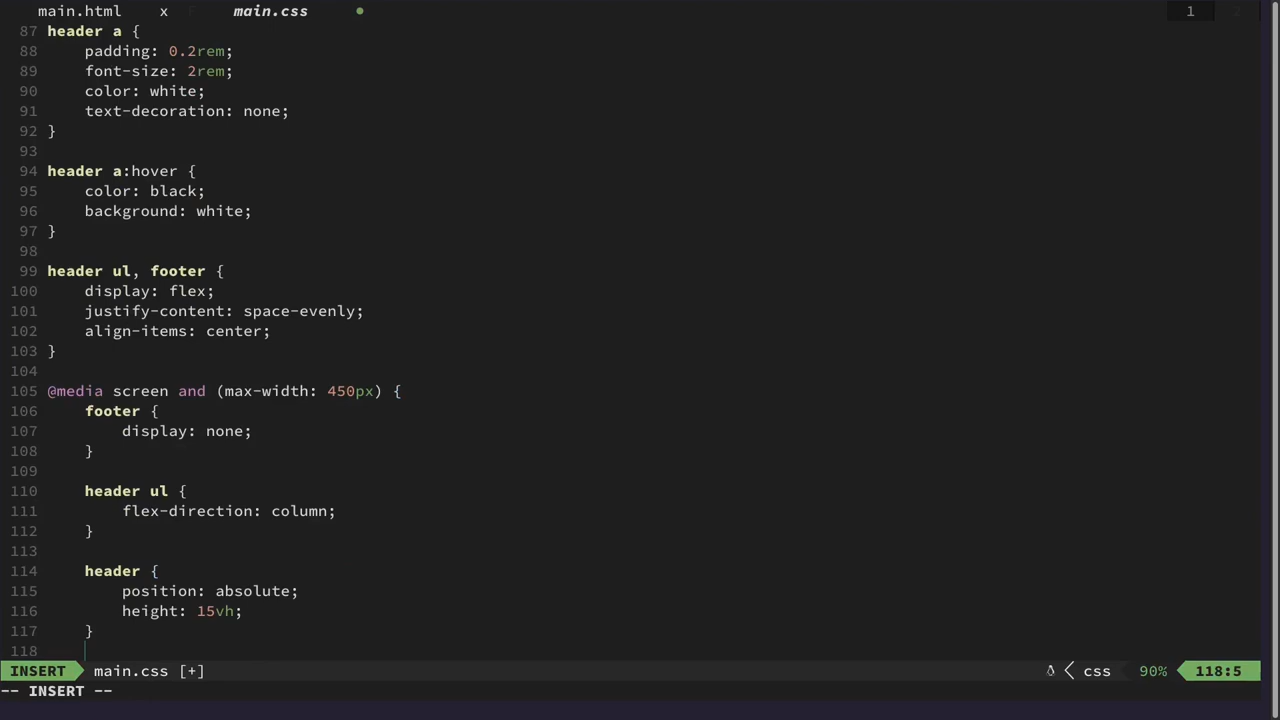 main.html x main.css 1
87 header a {
88 padding: 0.2rem;
89 font-size: 2rem;
90 color: white;
91 text-decoration: none;
92 }
93
94 header a:hover {
95 color: black;
96 background: white;
97 }
98
99 header ul, footer {
100 display: flex;
101 justify-content: space-evenly;
102 align-items: center;
103 }
104
105 @media screen and (max-width: 450px) {
106 footer {
107 display: none;
108 }
109
110 header ul {
111 flex-direction: column;
112 }
113
114 header {
115 position: absolute;
116 height: 15vh;
117 }
118
INSERT main.css [+] < css 90% 118:5
-- INSERT --